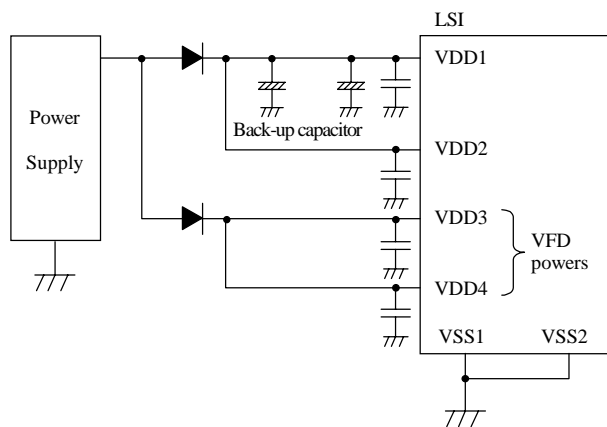 LSI
VDD1
Power
Supply
Back-up capacitor
VDD2
VDD3
VFD
powers
VDD4
VSS1
VSS2